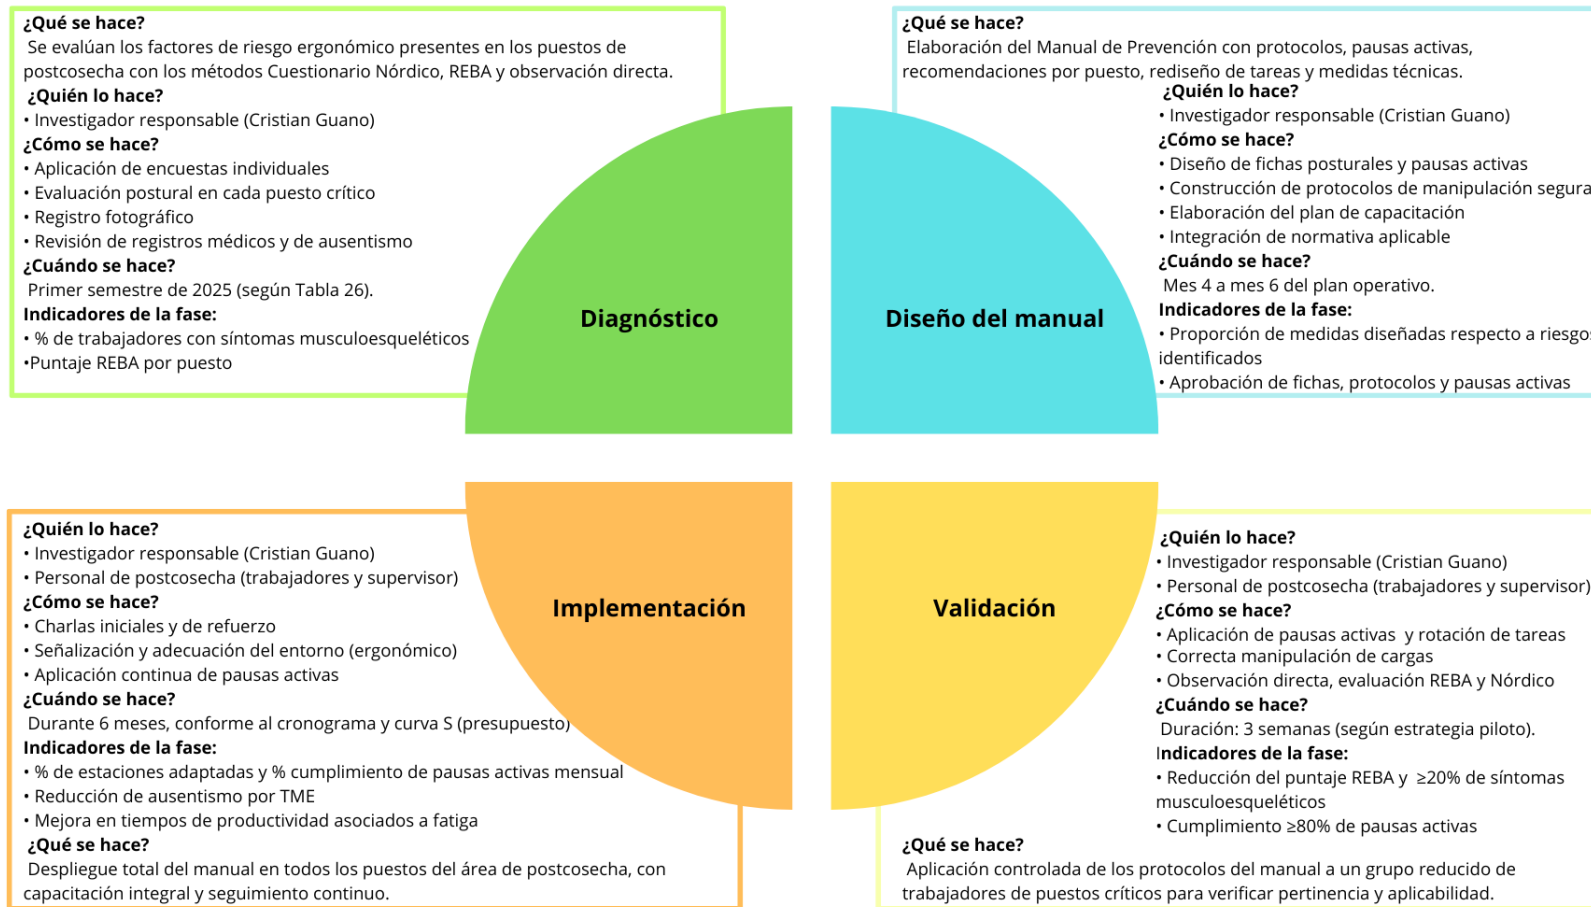 ¿Qué se hace?
Se evalúan los factores de riesgo ergonómico presentes en los puestos de
postcosecha con los métodos Cuestionario Nórdico, REBA y observación directa.
¿Quién lo hace?
• Investigador responsable (Cristian Guano)
¿Cómo se hace?
• Aplicación de encuestas individuales
• Evaluación postural en cada puesto crítico
• Registro fotográfico
• Revisión de registros médicos y de ausentismo
¿Cuándo se hace?
Primer semestre de 2025 (según Tabla 26).
Indicadores de la fase:
• % de trabajadores con síntomas musculoesqueléticos
•Puntaje REBA por puesto
Diagnóstico
¿Qué se hace?
Elaboración del Manual de Prevención con protocolos, pausas activas,
recomendaciones por puesto, rediseño de tareas y medidas técnicas.
¿Quién lo hace?
• Investigador responsable (Cristian Guano)
¿Cómo se hace?
• Diseño de fichas posturales y pausas activas
• Construcción de protocolos de manipulación segura
• Elaboración del plan de capacitación
• Integración de normativa aplicable
¿Cuándo se hace?
Mes 4 a mes 6 del plan operativo.
Indicadores de la fase:
• Proporción de medidas diseñadas respecto a riesgos
identificados
• Aprobación de fichas, protocolos y pausas activas
Diseño del manual
¿Quién lo hace?
• Investigador responsable (Cristian Guano)
• Personal de postcosecha (trabajadores y supervisor)
¿Cómo se hace?
• Charlas iniciales y de refuerzo
• Señalización y adecuación del entorno (ergonómico)
• Aplicación continua de pausas activas
¿Cuándo se hace?
Durante 6 meses, conforme al cronograma y curva S (presupuesto)
Indicadores de la fase:
• % de estaciones adaptadas y % cumplimiento de pausas activas mensual
• Reducción de ausentismo por TME
• Mejora en tiempos de productividad asociados a fatiga
¿Qué se hace?
Despliegue total del manual en todos los puestos del área de postcosecha, con
capacitación integral y seguimiento continuo.
Implementación
Validación
¿Quién lo hace?
• Investigador responsable (Cristian Guano)
• Personal de postcosecha (trabajadores y supervisor)
¿Cómo se hace?
• Aplicación de pausas activas y rotación de tareas
• Correcta manipulación de cargas
• Observación directa, evaluación REBA y Nórdico
¿Cuándo se hace?
Duración: 3 semanas (según estrategia piloto).
Indicadores de la fase:
• Reducción del puntaje REBA y ≥20% de síntomas
musculoesqueléticos
• Cumplimiento ≥80% de pausas activas
¿Qué se hace?
Aplicación controlada de los protocolos del manual a un grupo reducido de
trabajadores de puestos críticos para verificar pertinencia y aplicabilidad.